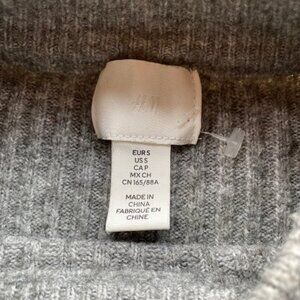 H&M
EUR S
US S
CA P
MX CH
CN 165/88A
MADE IN
CHINA
FABRIQUÉ EN
CHINE